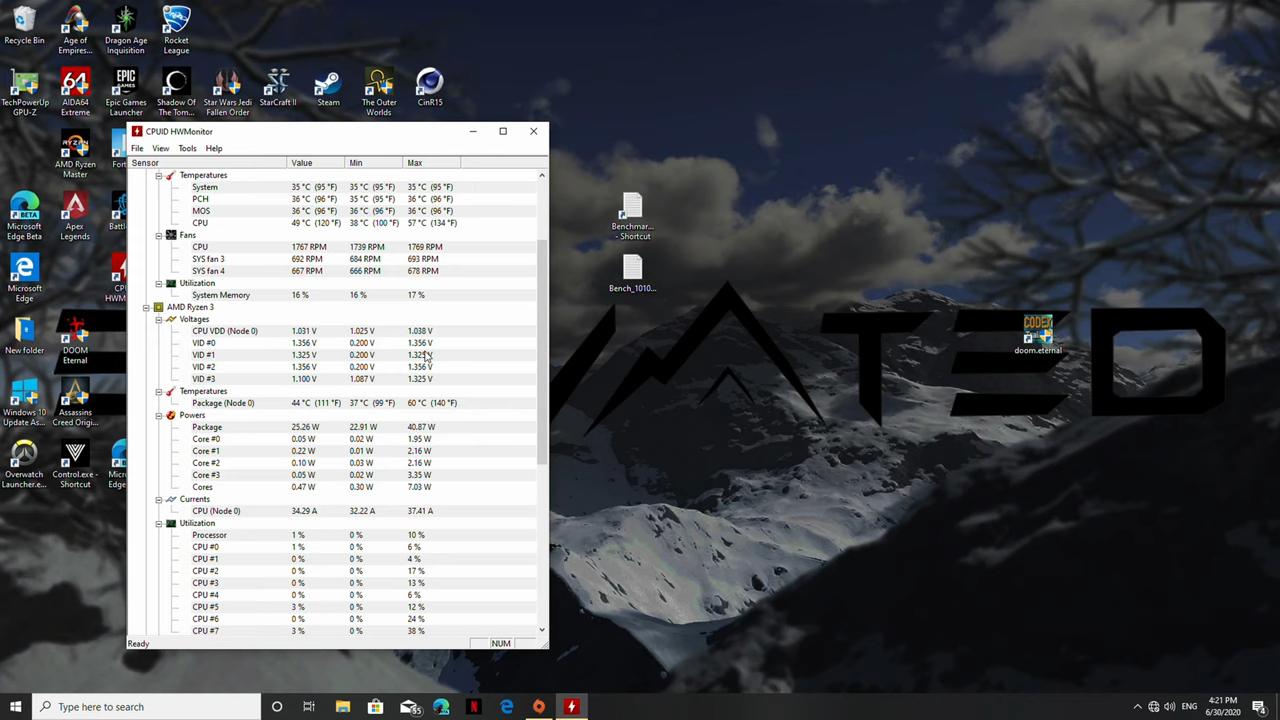 Recycle Bin
Age of
Empires...
Dragon Age
Inquisition
Rocket
League
TechPowerUp
GPU-Z
AIDA64
Extreme
Epic Games
Launcher
Shadow Of
The Tom...
Star Wars Jedi
Fallen Order
StarCraft II
Steam
The Outer
Worlds
CinR15
AMD Ryzen
Master
Fort
Microsoft
Edge Beta
Apex
Legends
Battl
Microsoft
Edge
CP
HWM
New folder
DOOM
Eternal
Windows 10
Update As...
Assassins
Creed Origi...
Overwatch
Launcher.exe
Control.exe -
Shortcut
Micro
Edge
CPUID HWMonitor
File View Tools Help
Sensor Value Min Max
Temperatures
System 35 °C (95 °F) 35 °C (95 °F) 35 °C (95 °F)
PCH 36 °C (96 °F) 35 °C (95 °F) 36 °C (96 °F)
MOS 36 °C (96 °F) 36 °C (96 °F) 36 °C (96 °F)
CPU 49 °C (120 °F) 38 °C (100 °F) 57 °C (134 °F)
Fans
CPU 1767 RPM 1739 RPM 1769 RPM
SYS fan 3 692 RPM 684 RPM 693 RPM
SYS fan 4 667 RPM 666 RPM 678 RPM
Utilization
System Memory 16 % 16 % 17 %
AMD Ryzen 3
Voltages
CPU VDD (Node 0) 1.031 V 1.025 V 1.038 V
VID #0 1.356 V 0.200 V 1.356 V
VID #1 1.325 V 0.200 V 1.325 V
VID #2 1.356 V 0.200 V 1.356 V
VID #3 1.100 V 1.087 V 1.325 V
Temperatures
Package (Node 0) 44 °C (111 °F) 37 °C (99 °F) 60 °C (140 °F)
Powers
Package 25.26 W 22.91 W 40.87 W
Core #0 0.05 W 0.02 W 1.95 W
Core #1 0.22 W 0.01 W 2.16 W
Core #2 0.10 W 0.03 W 2.16 W
Core #3 0.05 W 0.02 W 3.35 W
Cores 0.47 W 0.30 W 7.03 W
Currents
CPU (Node 0) 34.29 A 32.22 A 37.41 A
Utilization
Processor 1 % 0 % 10 %
CPU #0 1 % 0 % 6 %
CPU #1 0 % 0 % 4 %
CPU #2 0 % 0 % 17 %
CPU #3 0 % 0 % 13 %
CPU #4 0 % 0 % 6 %
CPU #5 3 % 0 % 12 %
CPU #6 0 % 0 % 24 %
CPU #7 3 % 0 % 38 %
Ready NUM
Benchmar...
- Shortcut
Bench_1010...
CODEX
doom.eternal
TED
Type here to search
55
ENG
4:21 PM
6/30/2020
4